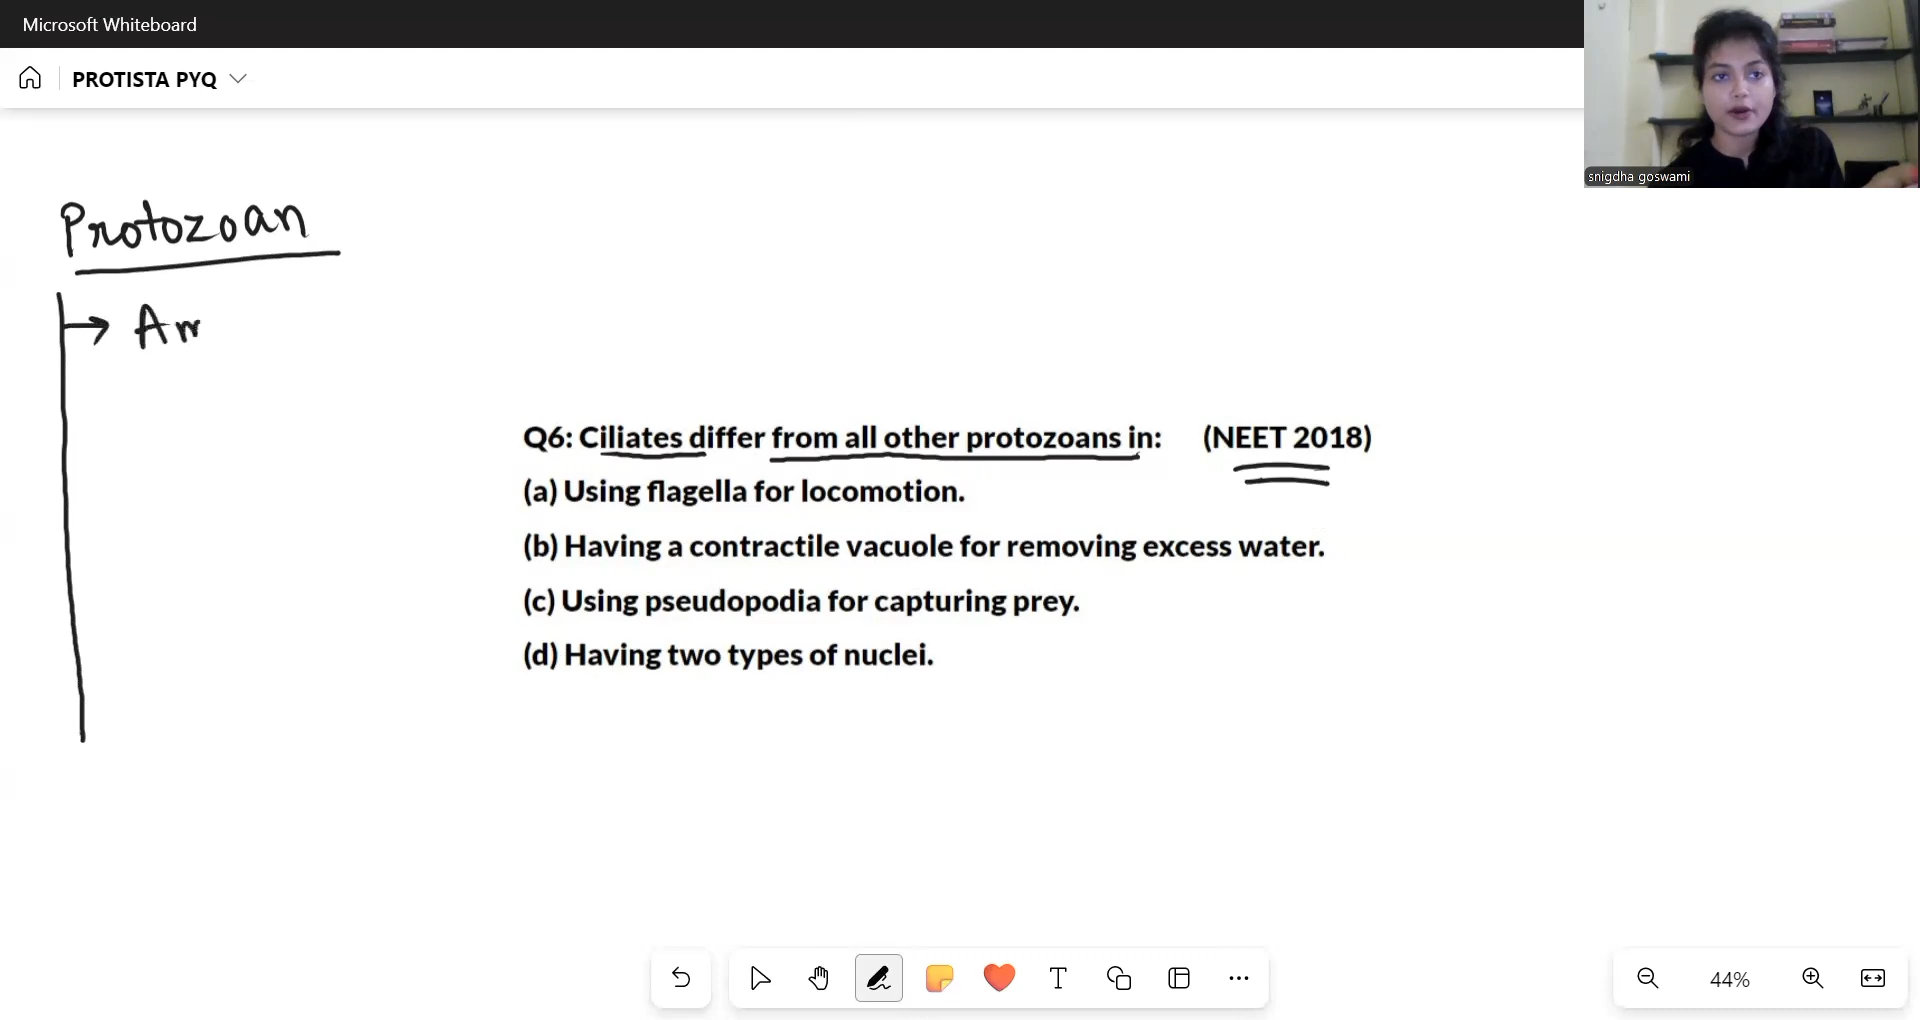 Microsoft Whiteboard
PROTISTA PYQ
snigdha goswami
Protozoan
Am
Q6: Ciliates differ from all other protozoans in: (NEET 2018)
(a) Using flagella for locomotion.
(b) Having a contractile vacuole for removing excess water.
(c) Using pseudopodia for capturing prey.
(d) Having two types of nuclei.
44%